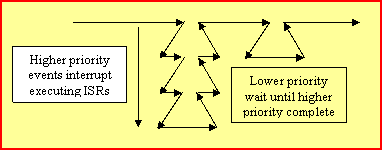 Higher priority
events interrupt
executing ISRs
Lower priority
wait until higher
priority complete